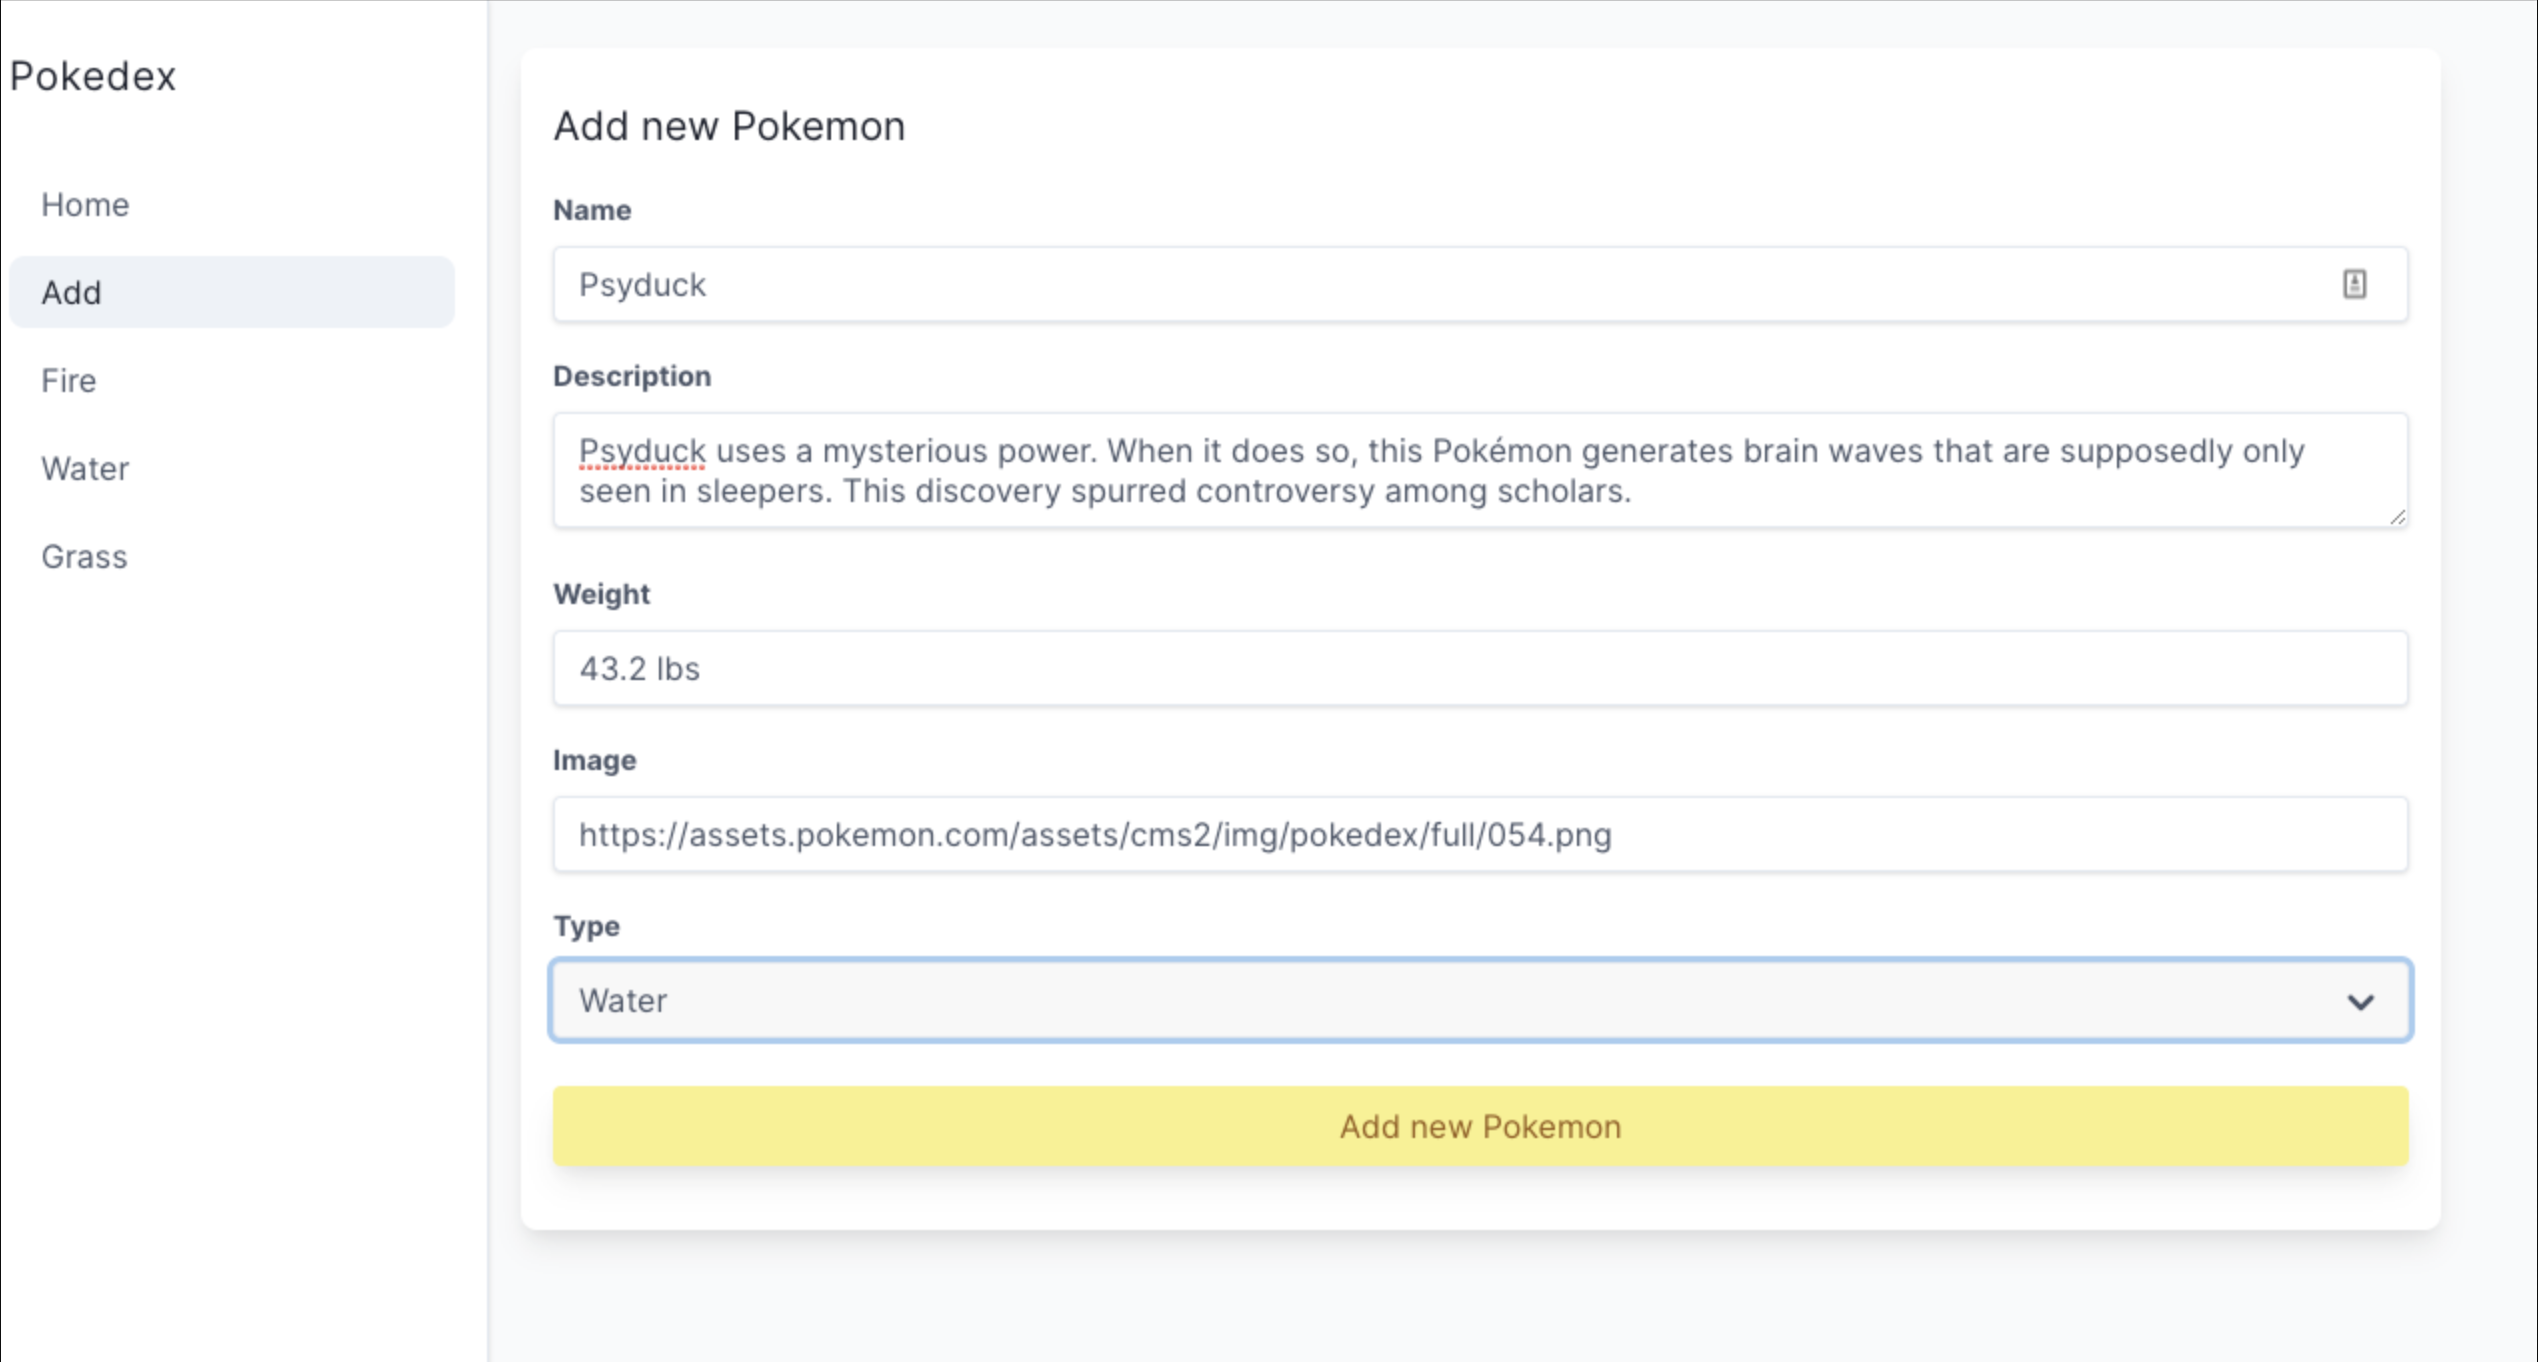 Pokedex
Home
Add
Fire
Water
Grass
Add new Pokemon
Name
Psyduck
Description
Psyduck uses a mysterious power. When it does so, this Pokémon generates brain waves that are supposedly only
seen in sleepers. This discovery spurred controversy among scholars.
Weight
43.2 lbs
Image
https://assets.pokemon.com/assets/cms2/img/pokedex/full/054.png
Type
Water
Add new Pokemon